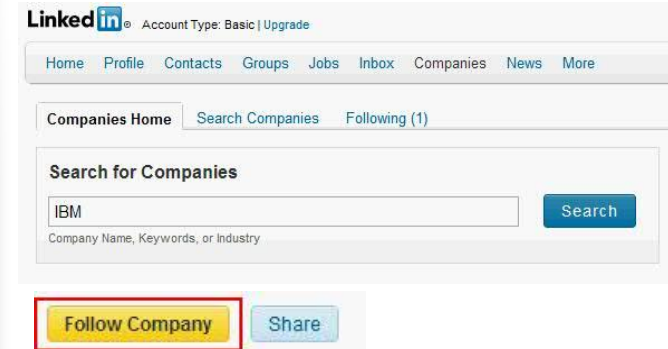 Linked in® Account Type: Basic | Upgrade
Home Profile Contacts Groups Jobs Inbox Companies News More
Companies Home Search Companies Following (1)
Search for Companies
IBM Search
Company Name, Keywords, or Industry
Follow Company Share